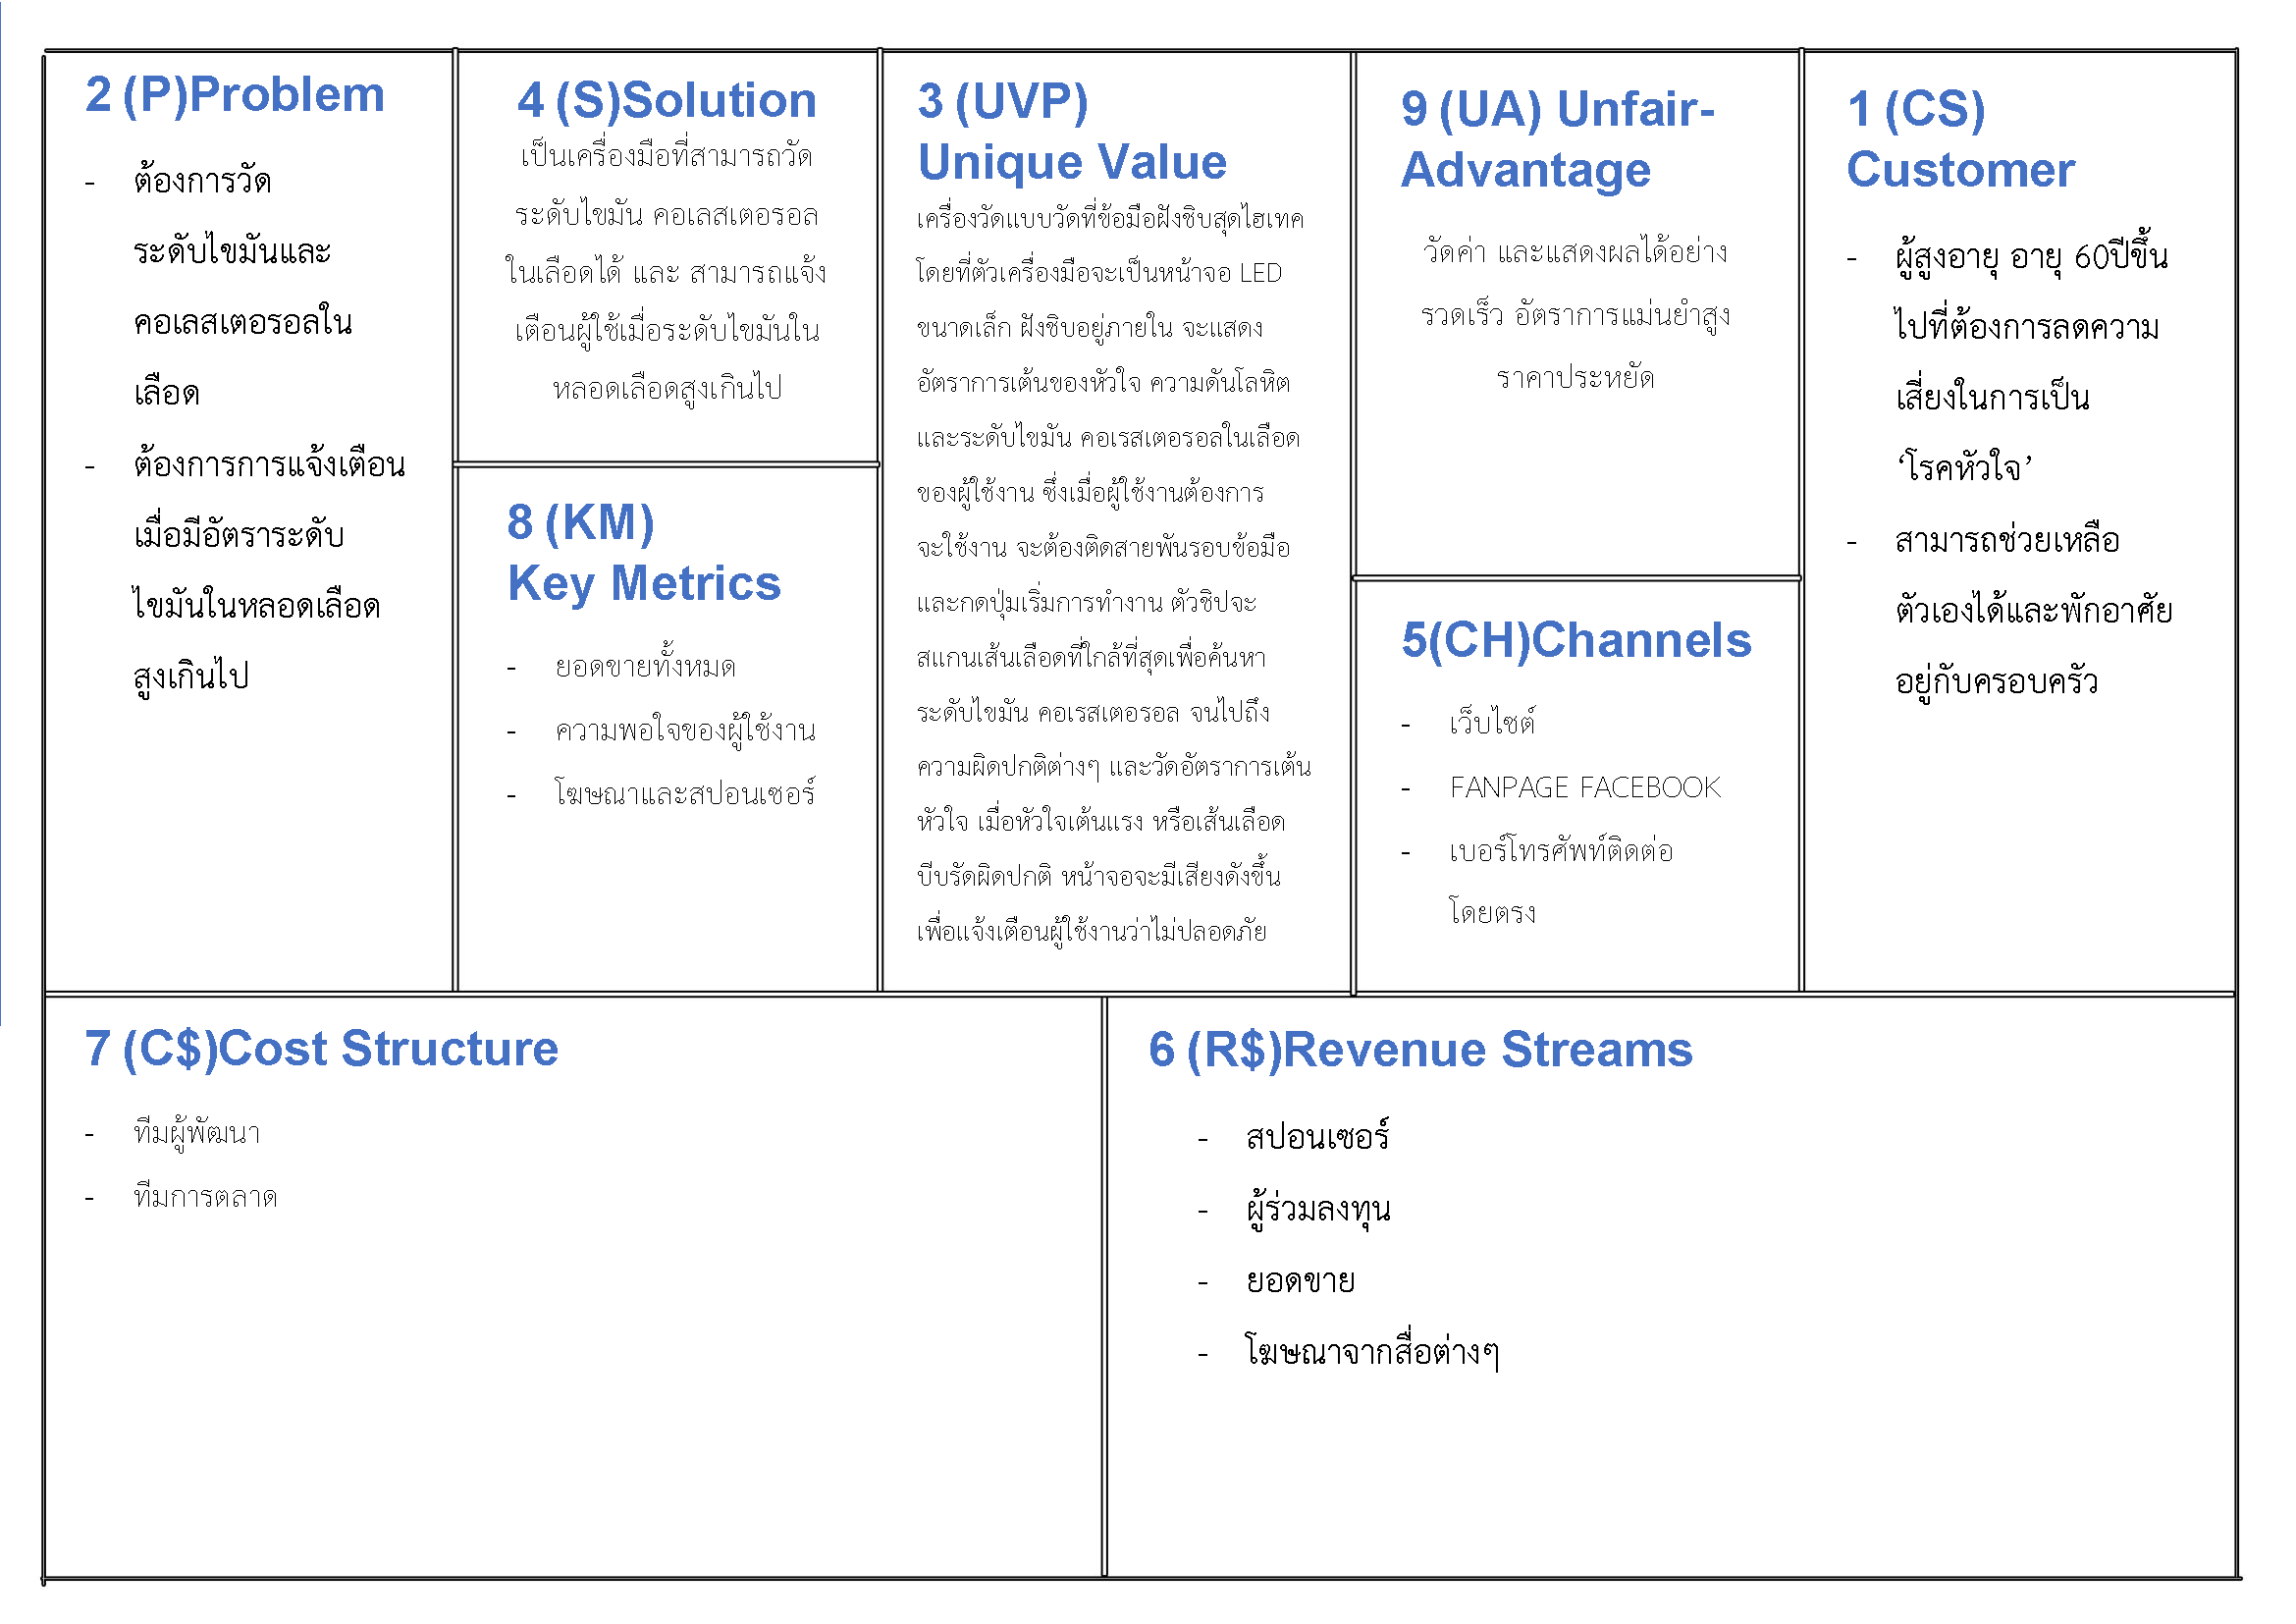 2 (P)Problem
- ต้องการวัด
ระดับไขมันและ
คอเลสเตอรอลใน
เลือด
- ต้องการการแจ้งเตือน
เมื่อมีอัตราระดับ
ไขมันในหลอดเลือด
สูงเกินไป
4 (S)Solution
เป็นเครื่องมือที่สามารถวัด
ระดับไขมัน คอเลสเตอรอล
ในเลือดได้ และ สามารถแจ้ง
เตือนผู้ใช้เมื่อระดับไขมันใน
หลอดเลือดสูงเกินไป
8 (KM)
Key Metrics
- ยอดขายทั้งหมด
- ความพอใจของผู้ใช้งาน
- โฆษณาและสปอนเซอร์
3 (UVP)
Unique Value
เครื่องวัดแบบวัดที่ข้อมือฝังชิบสุดไฮเทค
โดยที่ตัวเครื่องมือจะเป็นหน้าจอ LED
ขนาดเล็ก ฝังชิบอยู่ภายใน จะแสดง
อัตราการเต้นของหัวใจ ความดันโลหิต
และระดับไขมัน คอเรสเตอรอลในเลือด
ของผู้ใช้งาน ซึ่งเมื่อผู้ใช้งานต้องการ
จะใช้งาน จะต้องติดสายพันรอบข้อมือ
และกดปุ่มเริ่มการทำงาน ตัวชิปจะ
สแกนเส้นเลือดที่ใกล้ที่สุดเพื่อค้นหา
ระดับไขมัน คอเรสเตอรอล จนไปถึง
ความผิดปกติต่างๆ และวัดอัตราการเต้น
หัวใจ เมื่อหัวใจเต้นแรง หรือเส้นเลือด
บีบรัดผิดปกติ หน้าจอจะมีเสียงดังขึ้น
เพื่อแจ้งเตือนผู้ใช้งานว่าไม่ปลอดภัย
9 (UA) Unfair-
Advantage
วัดค่า และแสดงผลได้อย่าง
รวดเร็ว อัตราการแม่นยำสูง
ราคาประหยัด
5(CH)Channels
- เว็บไซต์
- FANPAGE FACEBOOK
- เบอร์โทรศัพท์ติดต่อ
โดยตรง
1 (CS)
Customer
- ผู้สูงอายุ อายุ 60ปีขึ้น
ไปที่ต้องการลดความ
เสี่ยงในการเป็น
‘โรคหัวใจ’
- สามารถช่วยเหลือ
ตัวเองได้และพักอาศัย
อยู่กับครอบครัว
7 (C$)Cost Structure
- ทีมผู้พัฒนา
- ทีมการตลาด
6 (R$)Revenue Streams
- สปอนเซอร์
- ผู้ร่วมลงทุน
- ยอดขาย
- โฆษณาจากสื่อต่างๆ